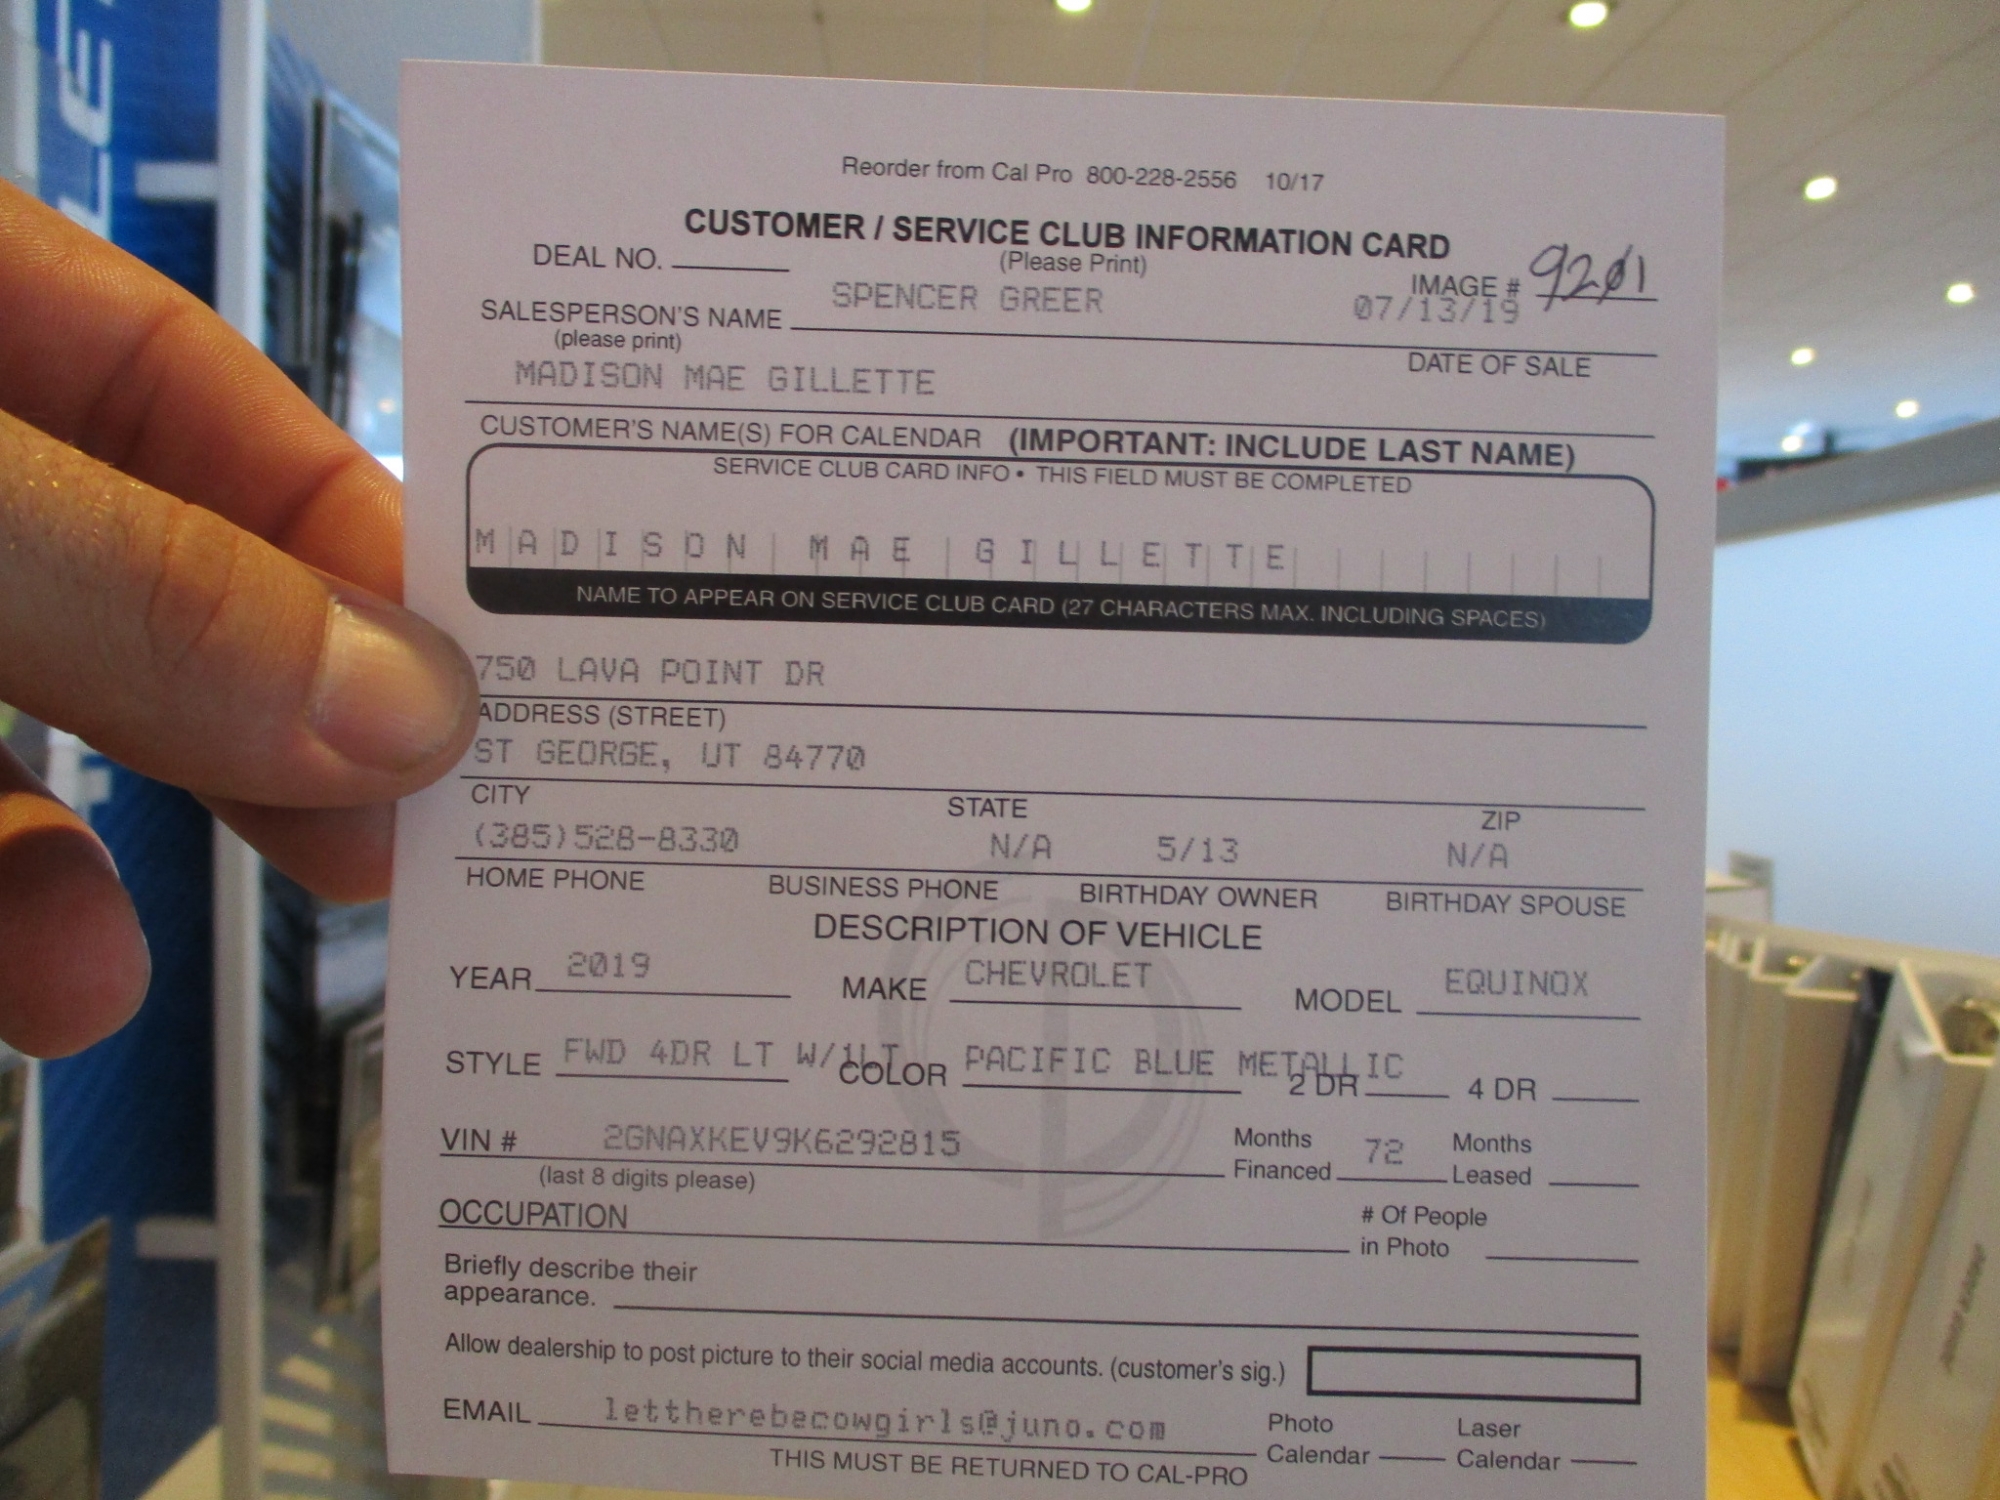 Reorder from Cal Pro 800-228-2556 10/17
CUSTOMER / SERVICE CLUB INFORMATION CARD
DEAL NO. (Please Print) IMAGE # 9201
SPENCER GREER 07/13/19
SALESPERSON'S NAME
(please print) DATE OF SALE
MADISON MAE GILLETTE
CUSTOMER'S NAME(S) FOR CALENDAR (IMPORTANT: INCLUDE LAST NAME)
SERVICE CLUB CARD INFO • THIS FIELD MUST BE COMPLETED
MADISON MAE GILLETTE
NAME TO APPEAR ON SERVICE CLUB CARD (27 CHARACTERS MAX. INCLUDING SPACES)
750 LAVA POINT DR
ADDRESS (STREET)
ST GEORGE, UT 84770
CITY STATE ZIP
(385)528-8330 N/A 5/13 N/A
HOME PHONE BUSINESS PHONE BIRTHDAY OWNER BIRTHDAY SPOUSE
DESCRIPTION OF VEHICLE
YEAR 2019 MAKE CHEVROLET MODEL EQUINOX
STYLE FWD 4DR LT W/1LT COLOR PACIFIC BLUE METALLIC 2 DR 4 DR
VIN # 2GNAXKEV9K6292815 Months Financed 72 Months Leased
(last 8 digits please)
OCCUPATION # Of People in Photo
Briefly describe their
appearance.
Allow dealership to post picture to their social media accounts. (customer's sig.)
EMAIL lettherebecowgirls@juno.com Photo Calendar Laser Calendar
THIS MUST BE RETURNED TO CAL-PRO